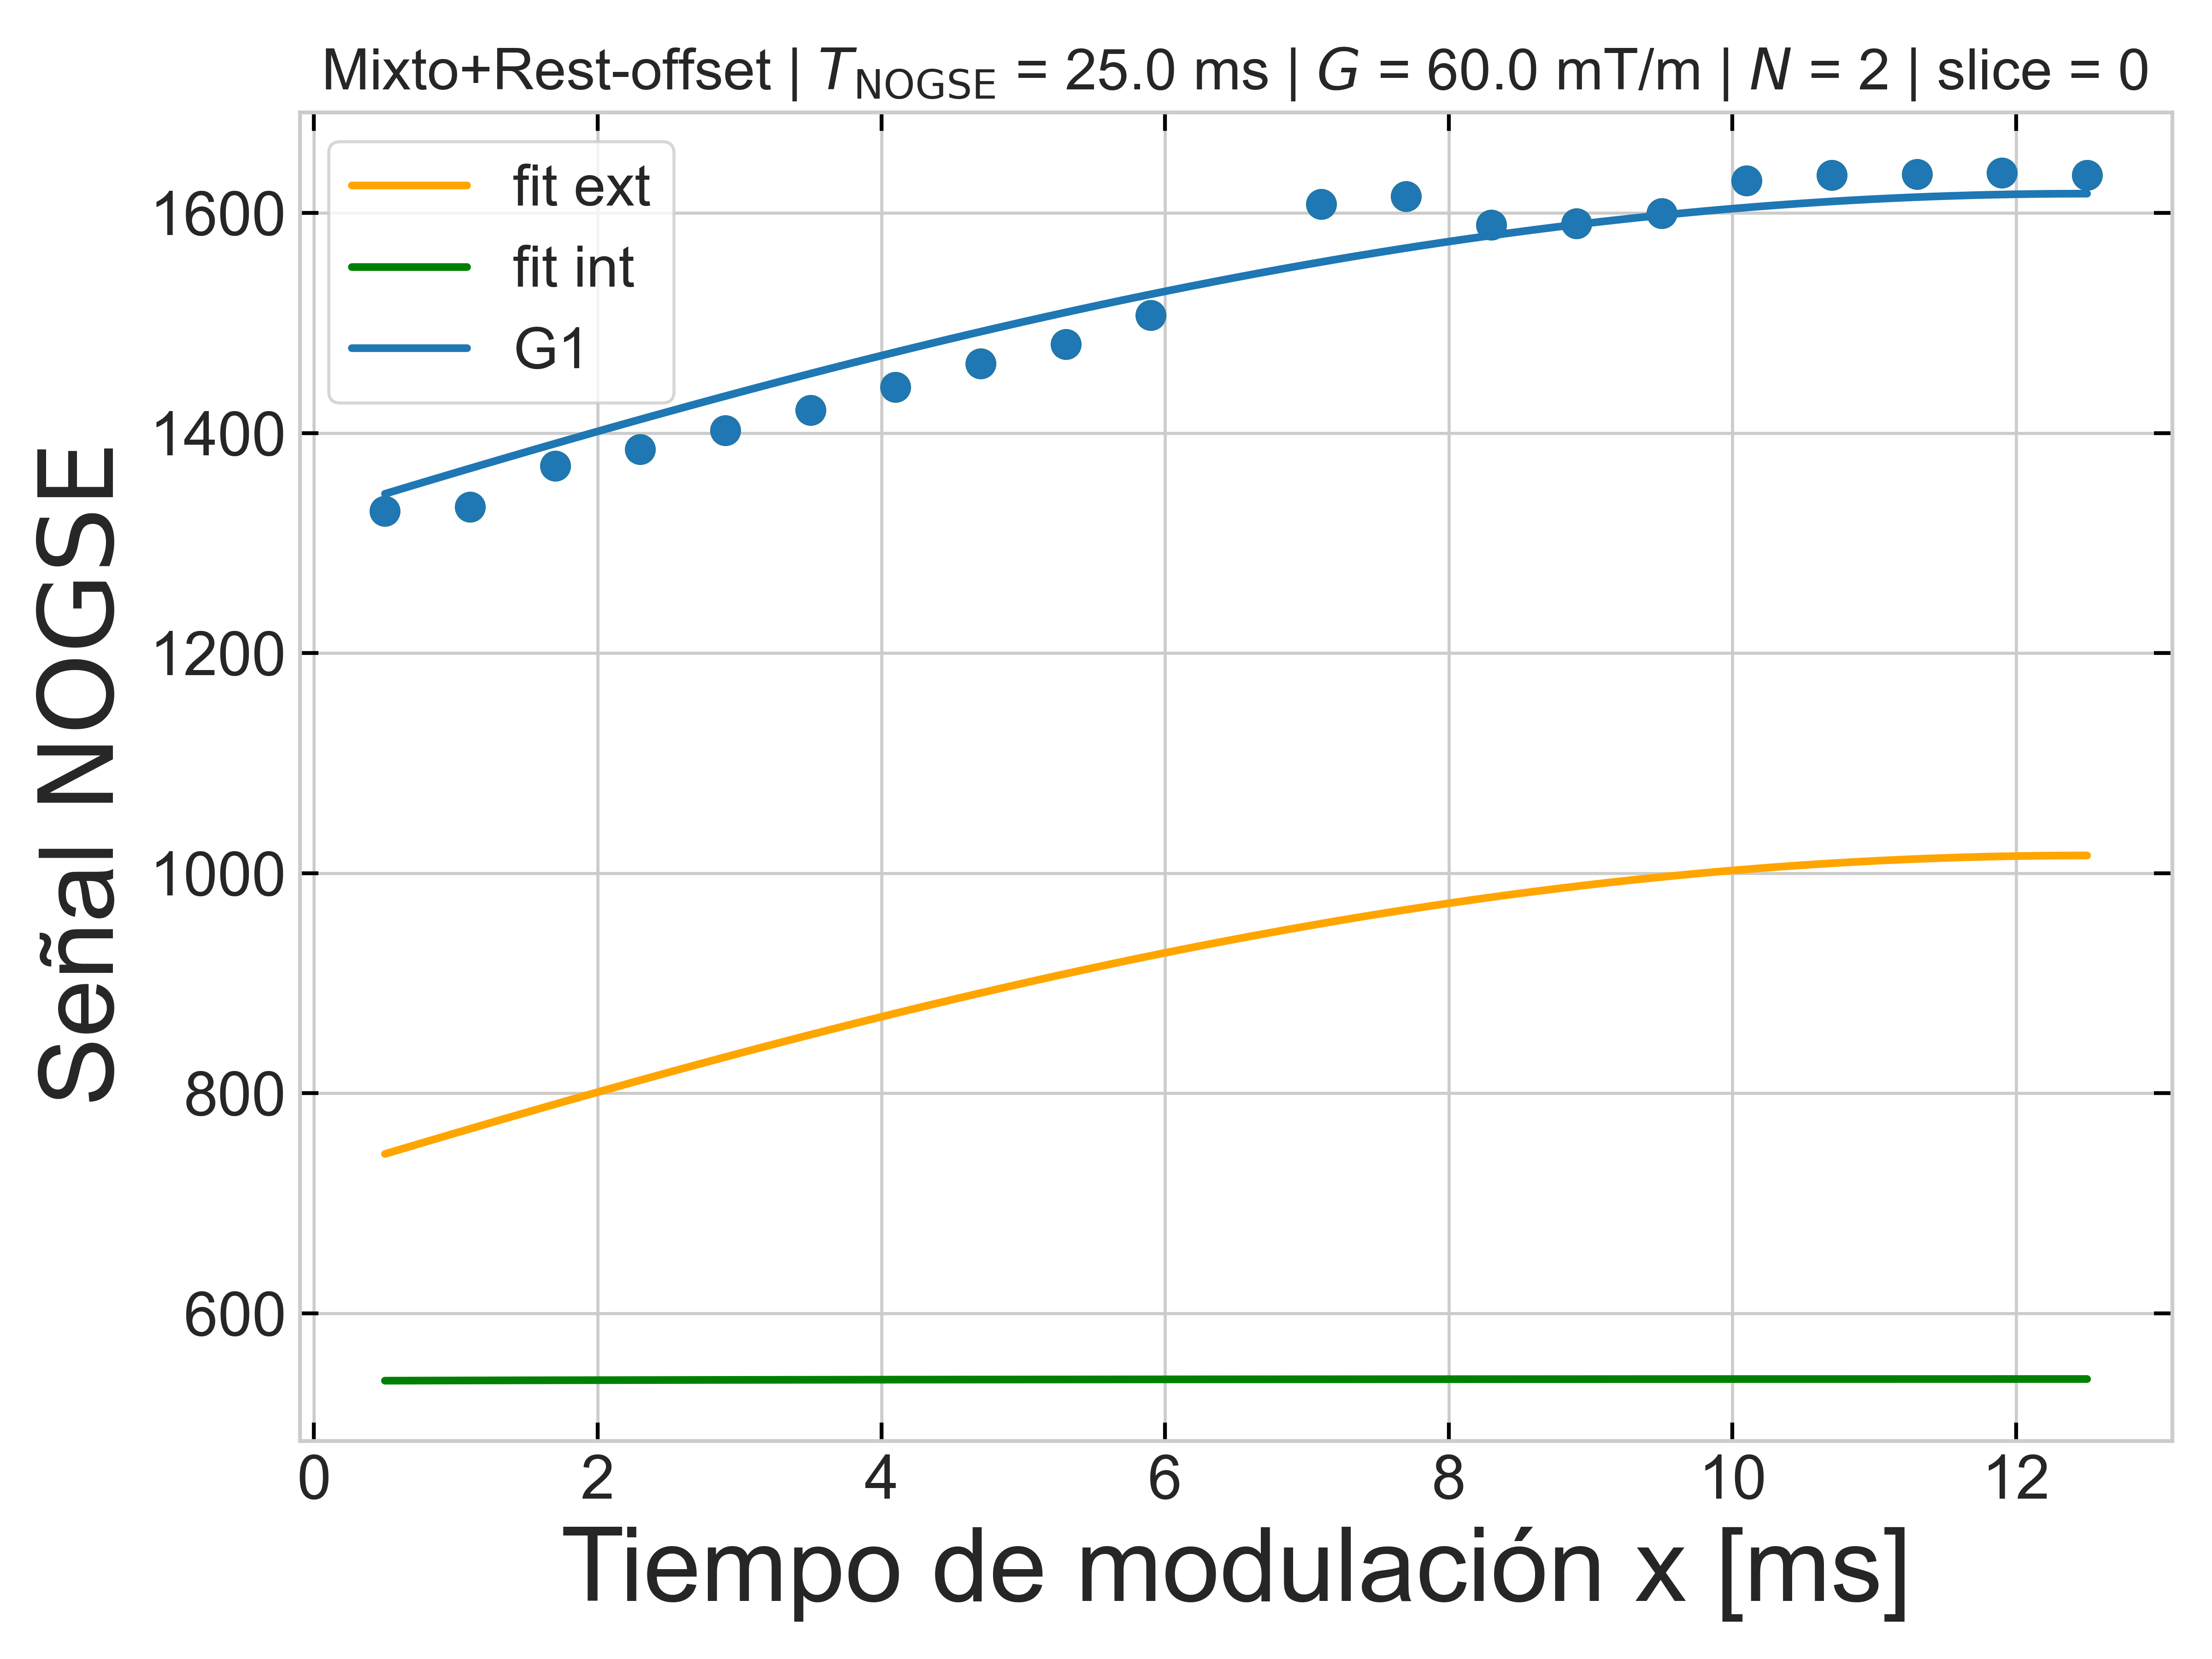 Mixto+Rest-offset | T_NOGSE = 25.0 ms | G = 60.0 mT/m | N = 2 | slice = 0
fit ext
fit int
G1
1600
1400
1200
1000
800
600
Señal NOGSE
0 2 4 6 8 10 12
Tiempo de modulación x [ms]